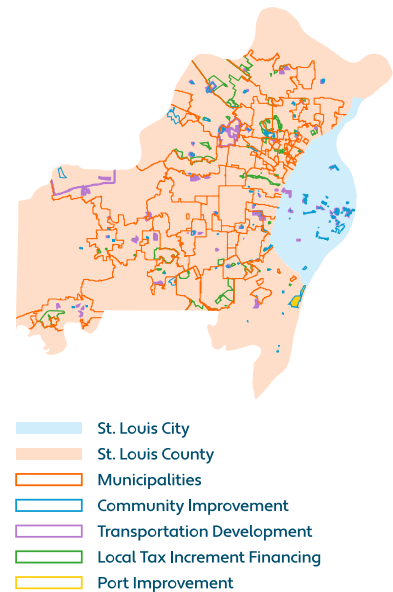 St. Louis City
St. Louis County
Municipalities
Community Improvement
Transportation Development
Local Tax Increment Financing
Port Improvement